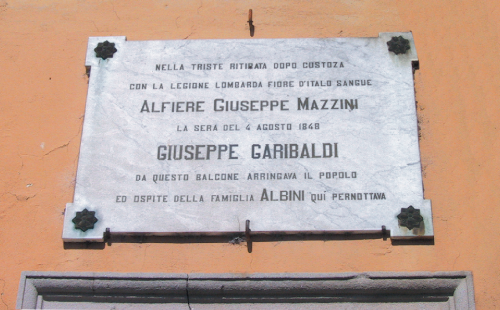 NELLA TRISTE RITIRATA DOPO CUSTOZA
CON LA LEGIONE LOMBARDA FIORE D'ITALO SANGUE
ALFIERE GIUSEPPE MAZZINI
LA SERA DEL 4 AGOSTO 1848
GIUSEPPE GARIBALDI
DA QUESTO BALCONE ARRINGAVA IL POPOLO
ED OSPITE DELLA FAMIGLIA ALBINI QUI PERNOTTAVA